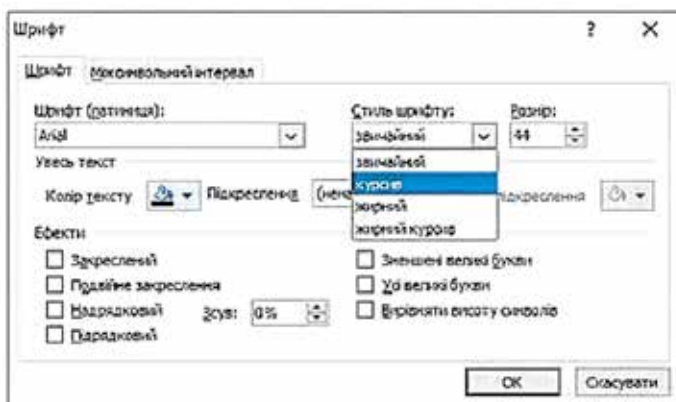 Шрифт ? ×
Шрифт Міжсимвольний інтервал
Шрифт (латиниця): Стиль шрифту: Розмір:
Arial звичайний 44
Увесь текст звичайний
Колір тексту Підкреслення (нема курсив підкреслення
жирний
Ефекти жирний курсив
Закреслений Зменшені великі букви
Подвійне закреслення Усі великі букви
Надрядковий Зсув: 0% Вирівняти висоту символів
Підрядковий
ОК Скасувати